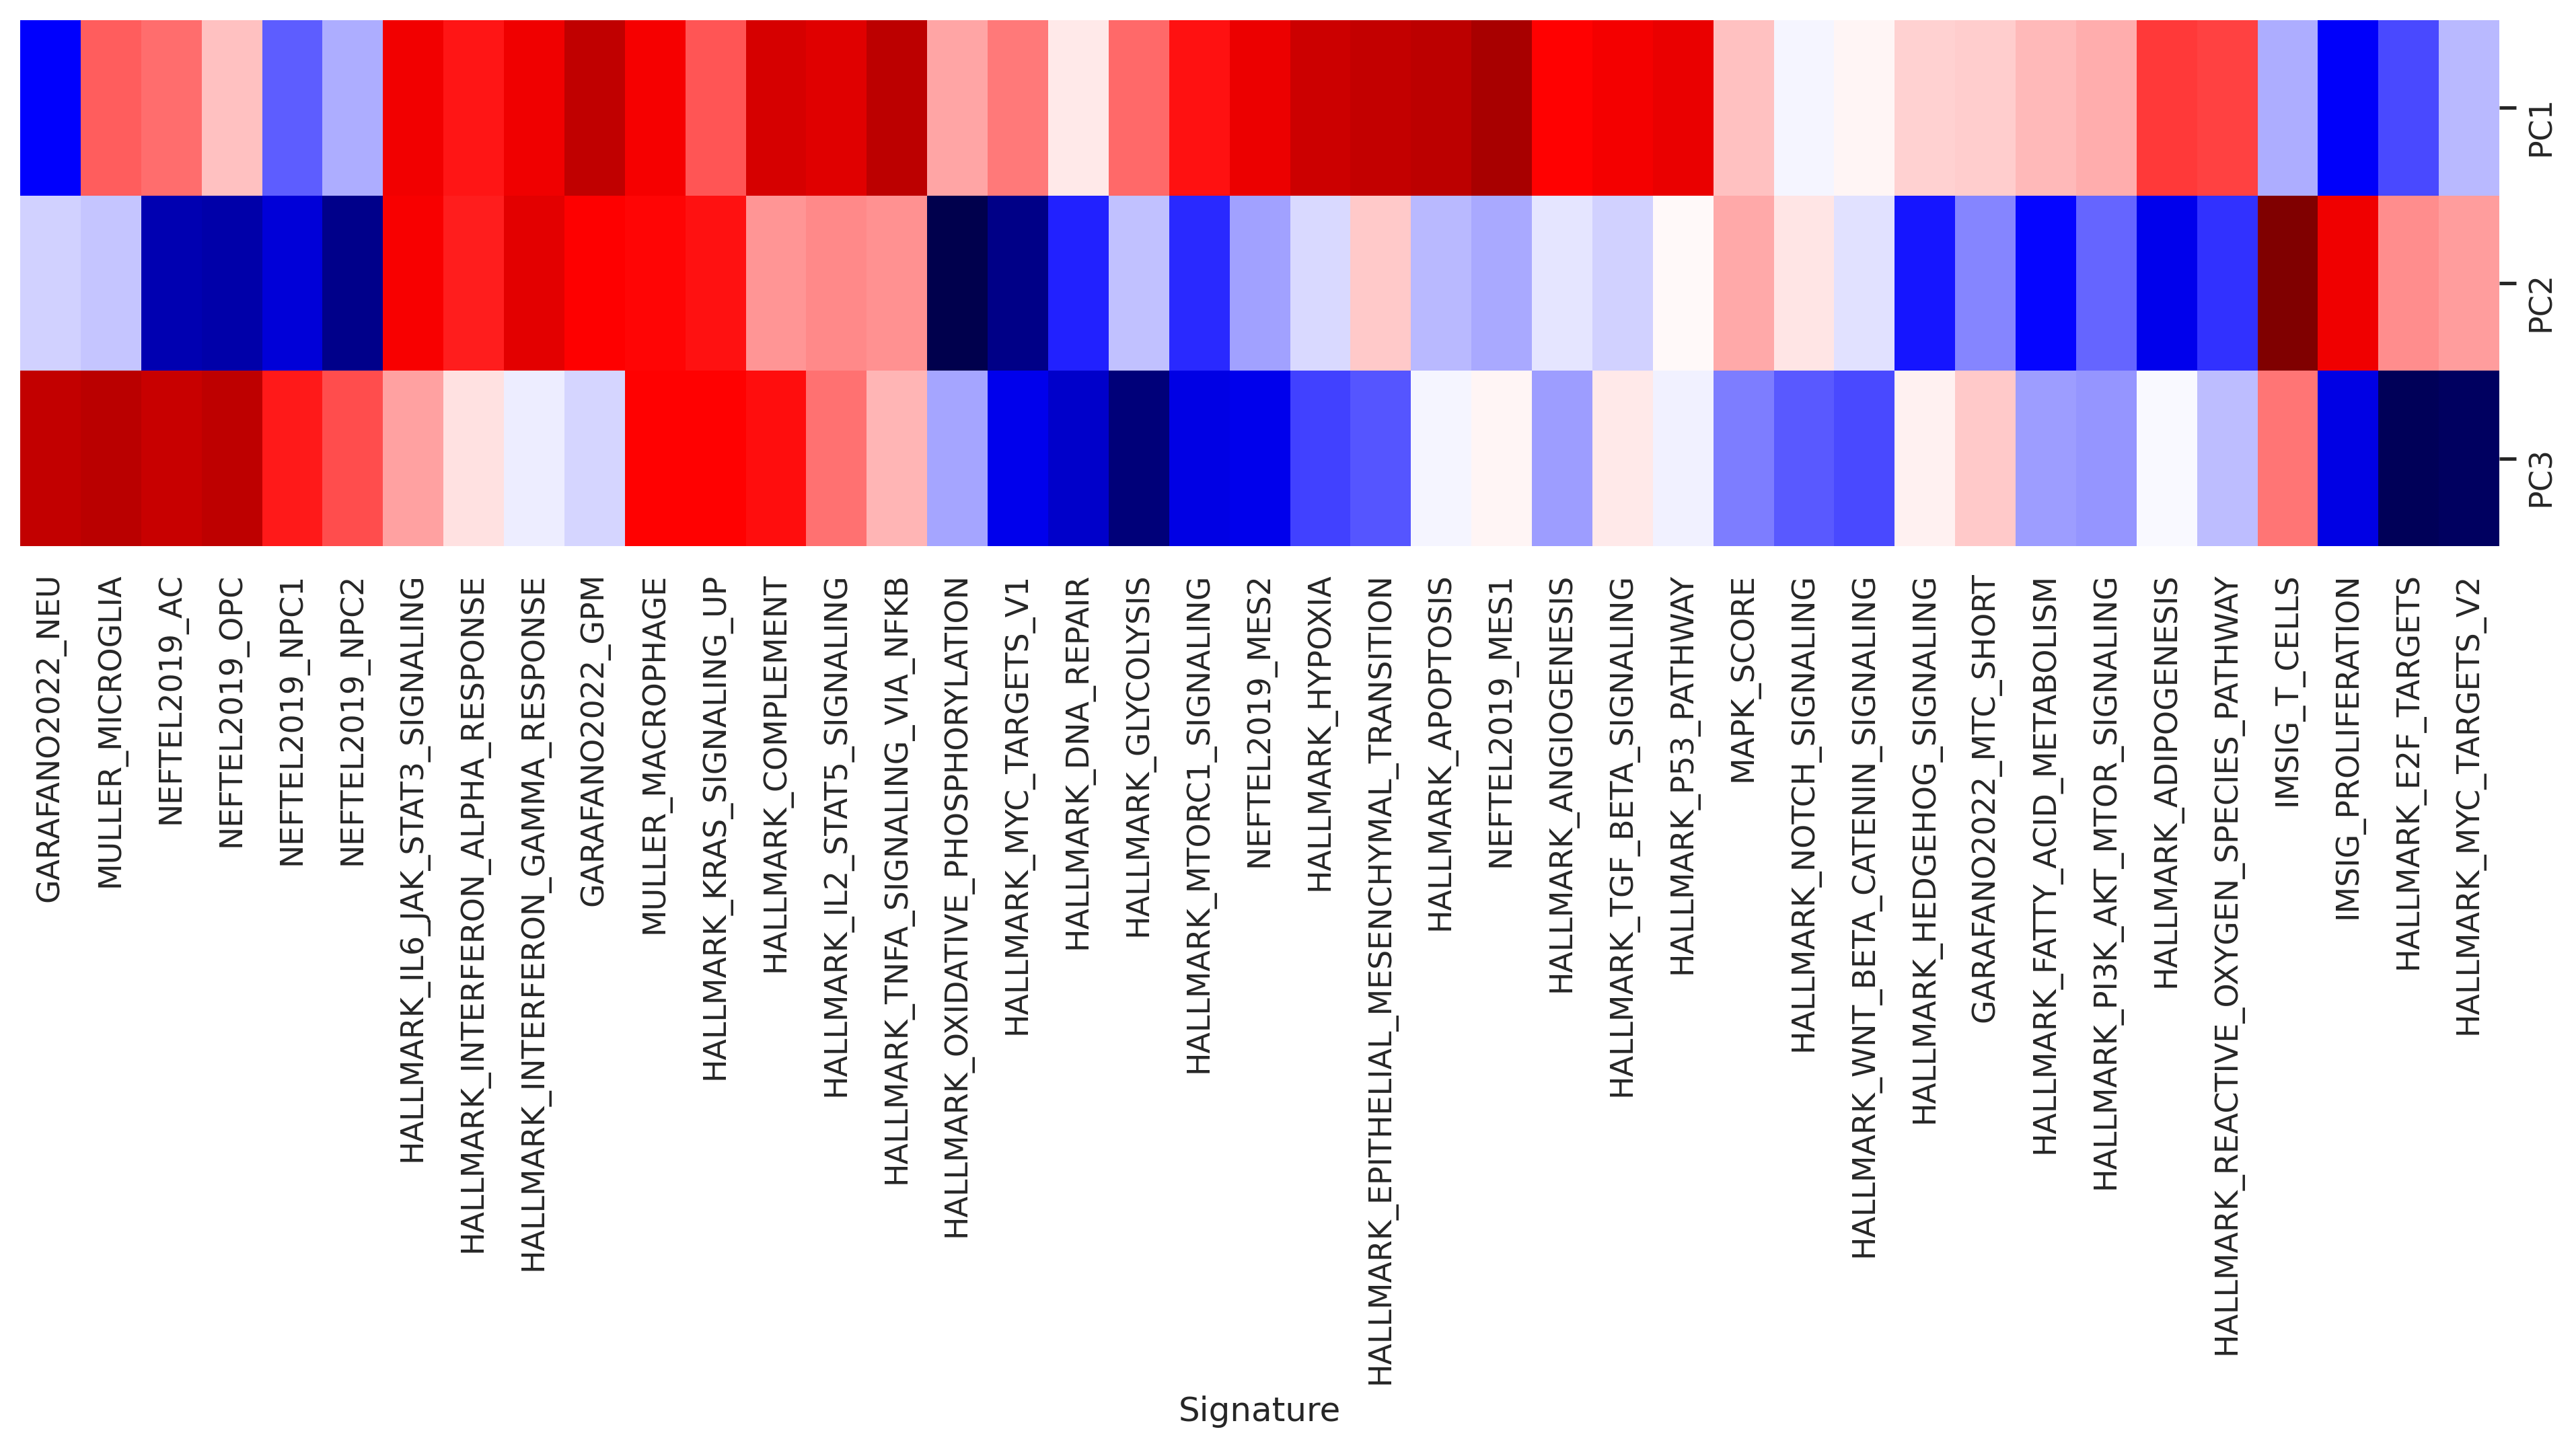 PC1
PC2
PC3
GARAFANO2022_NEU
MULLER_MICROGLIA
NEFTEL2019_AC
NEFTEL2019_OPC
NEFTEL2019_NPC1
NEFTEL2019_NPC2
HALLMARK_IL6_JAK_STAT3_SIGNALING
HALLMARK_INTERFERON_ALPHA_RESPONSE
HALLMARK_INTERFERON_GAMMA_RESPONSE
GARAFANO2022_GPM
MULLER_MACROPHAGE
HALLMARK_KRAS_SIGNALING_UP
HALLMARK_COMPLEMENT
HALLMARK_IL2_STAT5_SIGNALING
HALLMARK_TNFA_SIGNALING_VIA_NFKB
HALLMARK_OXIDATIVE_PHOSPHORYLATION
HALLMARK_MYC_TARGETS_V1
HALLMARK_DNA_REPAIR
HALLMARK_GLYCOLYSIS
HALLMARK_MTORC1_SIGNALING
NEFTEL2019_MES2
HALLMARK_HYPOXIA
HALLMARK_EPITHELIAL_MESENCHYMAL_TRANSITION
HALLMARK_APOPTOSIS
NEFTEL2019_MES1
HALLMARK_ANGIOGENESIS
HALLMARK_TGF_BETA_SIGNALING
HALLMARK_P53_PATHWAY
MAPK_SCORE
HALLMARK_NOTCH_SIGNALING
HALLMARK_WNT_BETA_CATENIN_SIGNALING
HALLMARK_HEDGEHOG_SIGNALING
GARAFANO2022_MTC_SHORT
HALLMARK_FATTY_ACID_METABOLISM
HALLMARK_PI3K_AKT_MTOR_SIGNALING
HALLMARK_ADIPOGENESIS
HALLMARK_REACTIVE_OXYGEN_SPECIES_PATHWAY
IMSIG_T_CELLS
IMSIG_PROLIFERATION
HALLMARK_E2F_TARGETS
HALLMARK_MYC_TARGETS_V2
Signature